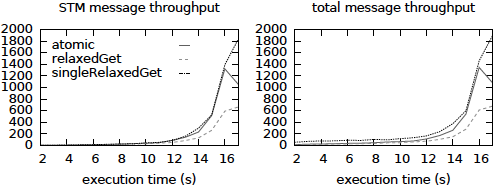 STM message throughput
2000
1800
1600
1400
1200
1000
800
600
400
200
0
atomic
relaxedGet
singleRelaxedGet
2 4 6 8 10 12 14 16
execution time (s)
total message throughput
2000
1800
1600
1400
1200
1000
800
600
400
200
0
2 4 6 8 10 12 14 16
execution time (s)